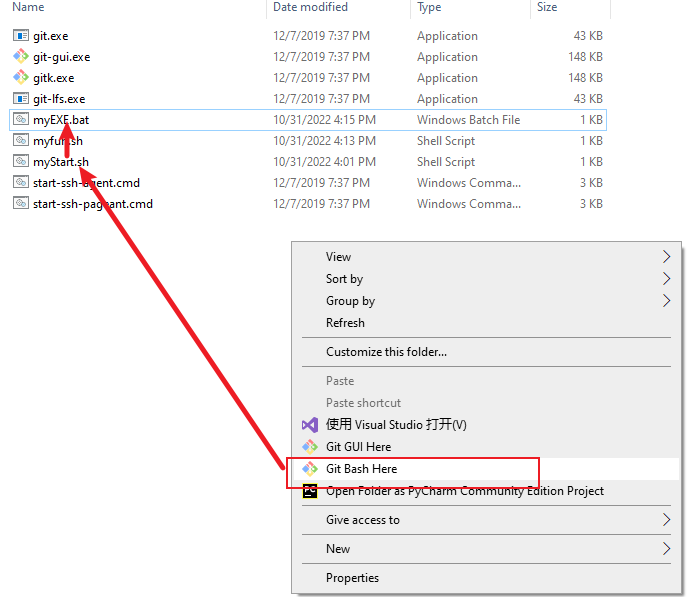 Name Date modified Type Size
git.exe 12/7/2019 7:37 PM Application 43 KB
git-gui.exe 12/7/2019 7:37 PM Application 148 KB
gitk.exe 12/7/2019 7:37 PM Application 148 KB
git-lfs.exe 12/7/2019 7:37 PM Application 43 KB
myEXE.bat 10/31/2022 4:15 PM Windows Batch File 1 KB
myfun.sh 10/31/2022 4:13 PM Shell Script 1 KB
myStart.sh 10/31/2022 4:01 PM Shell Script 1 KB
start-ssh-agent.cmd 12/7/2019 7:37 PM Windows Comma... 3 KB
start-ssh-pageant.cmd 12/7/2019 7:37 PM Windows Comma... 3 KB
View
Sort by
Group by
Refresh
Customize this folder...
Paste
Paste shortcut
使用 Visual Studio 打开(V)
Git GUI Here
Git Bash Here
PC Open Folder as PyCharm Community Edition Project
Give access to
New
Properties